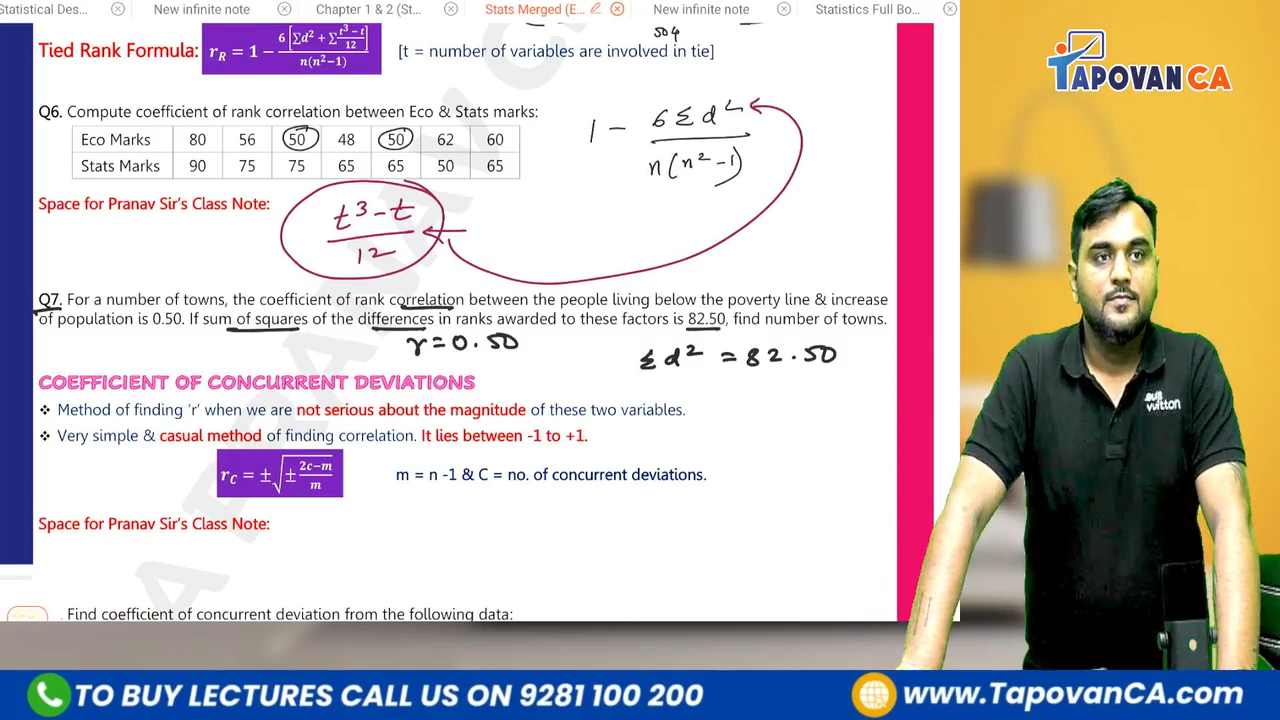 Statistical Des...
New infinite note
Chapter 1 & 2 (St...
Stats Merged (E...
New infinite note
Statistics Full Bo...
Tied Rank Formula: r_R = 1 − 6[Σd² + Σ(t³−t)/12] / n(n²−1) [t = number of variables are involved in tie]
TAPOVAN CA
Q6. Compute coefficient of rank correlation between Eco & Stats marks:
Eco Marks 80 56 50 48 50 62 60
Stats Marks 90 75 75 65 65 50 65
1 − 6Σd² / n(n²−1)
Space for Pranav Sir's Class Note:
t³−t / 12
Q7. For a number of towns, the coefficient of rank correlation between the people living below the poverty line & increase
of population is 0.50. If sum of squares of the differences in ranks awarded to these factors is 82.50, find number of towns.
r = 0.50
Σd² = 82.50
COEFFICIENT OF CONCURRENT DEVIATIONS
❖ Method of finding 'r' when we are not serious about the magnitude of these two variables.
❖ Very simple & casual method of finding correlation. It lies between -1 to +1.
r_C = ±√(±(2c−m)/m) m = n -1 & C = no. of concurrent deviations.
Space for Pranav Sir's Class Note:
Find coefficient of concurrent deviation from the following data:
vuitton
TO BUY LECTURES CALL US ON 9281 100 200
www.TapovanCA.com